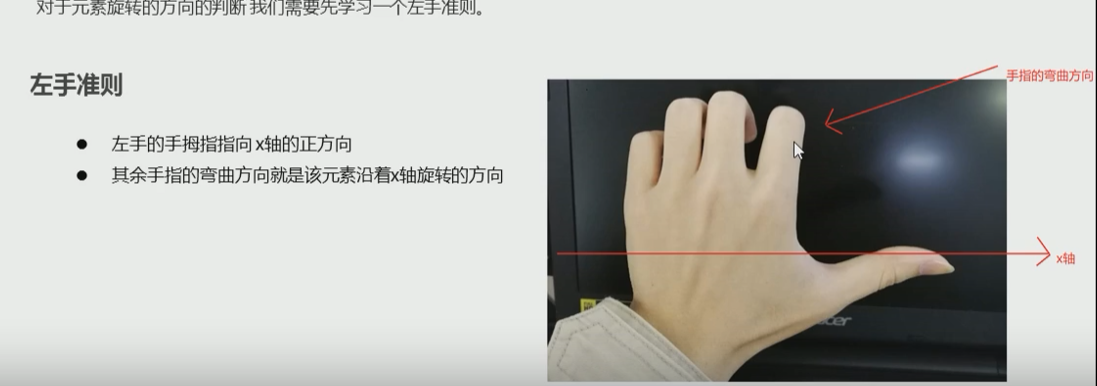 对于元素旋转的方向的判断 我们需要先学习一个左手准则。
左手准则
手指的弯曲方向
● 左手的手拇指指向 x轴的正方向
● 其余手指的弯曲方向就是该元素沿着x轴旋转的方向
x轴
acer